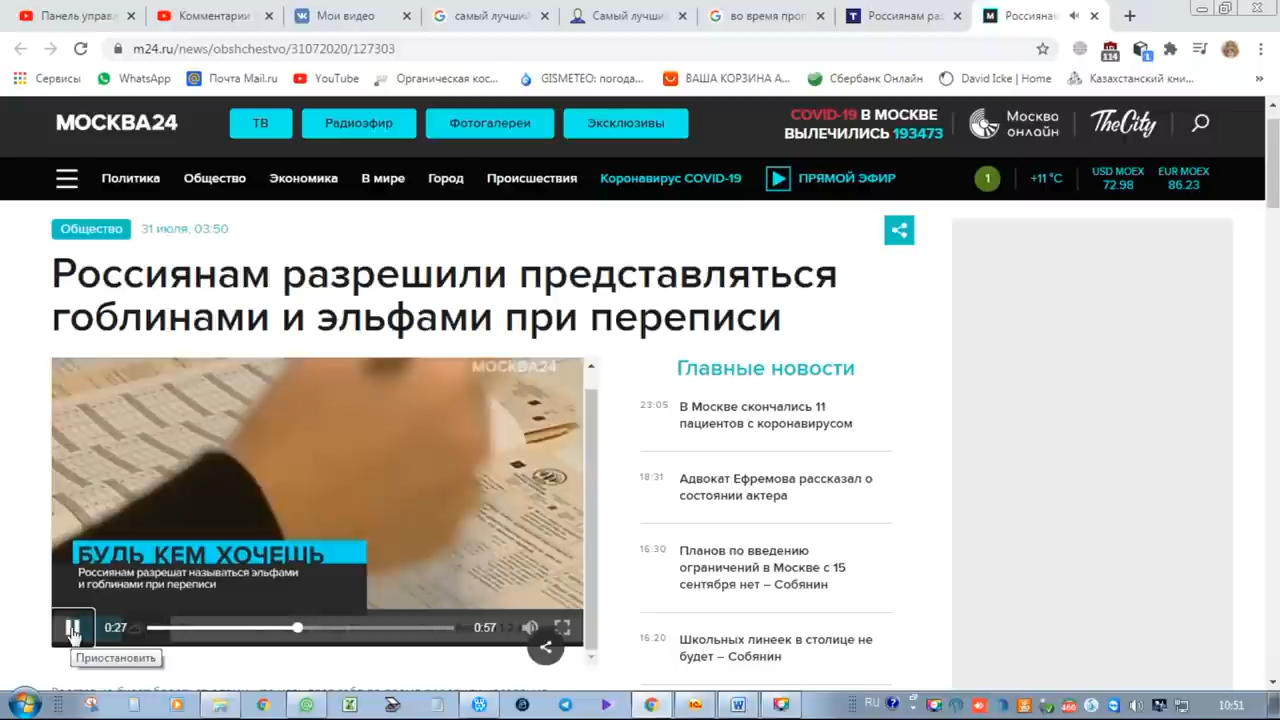 Панель управл
Комментарии
Мои видео
самый лучший
Самый лучши
во время проп
Россиянам ра
Россиянам
m24.ru/news/obshchestvo/31072020/127303
114
1
Сервисы
WhatsApp
Почта Mail.ru
YouTube
Органическая кос...
GISMETEO: погода...
ВАША КОРЗИНА А...
Сбербанк Онлайн
David Icke | Home
Казахстанский кни...
»
МОСКВА24
ТВ
Радиоэфир
Фотогалереи
Эксклюзивы
COVID-19 В МОСКВЕ
ВЫЛЕЧИЛИСЬ 193473
Москва
онлайн
TheCity
Политика
Общество
Экономика
В мире
Город
Происшествия
Коронавирус COVID-19
ПРЯМОЙ ЭФИР
1
+11 °C
USD MOEX
72.98
EUR MOEX
86.23
Общество
31 июля, 03:50
Россиянам разрешили представляться
гоблинами и эльфами при переписи
МОСКВА24
БУДЬ КЕМ ХОЧЕШЬ
Россиянам разрешат называться эльфами
и гоблинами при переписи
0:27
0:57
Приостановить
Главные новости
23:05
В Москве скончались 11
пациентов с коронавирусом
18:31
Адвокат Ефремова рассказал о
состоянии актера
16:30
Планов по введению
ограничений в Москве с 15
сентября нет – Собянин
16:20
Школьных линеек в столице не
будет – Собянин
RU
460
10:51